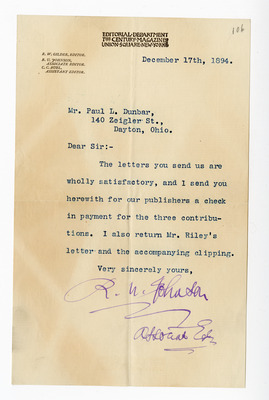 106
EDITORIAL DEPARTMENT
THE CENTURY MAGAZINE
UNION SQUARE NEW YORK
R. W. GILDER, EDITOR.
R. U. JOHNSON,
ASSOCIATE EDITOR.
C. C. BUEL,
ASSISTANT EDITOR.
December 17th, 1894.
Mr. Paul L. Dunbar,
140 Zeigler St.,
Dayton, Ohio.
Dear Sir:-
The letters you send us are
wholly satisfactory, and I send you
herewith for our publishers a check
in payment for the three contribu-
tions. I also return Mr. Riley's
letter and the accompanying clipping.
Very sincerely yours,
R. U. Johnson
Associate Ed.